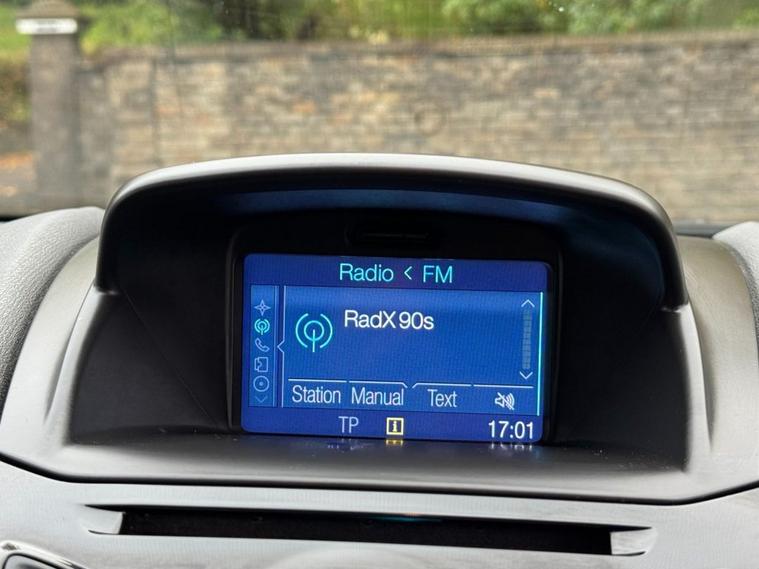 Radio < FM
RadX 90s
Station Manual Text
TP i 17:01